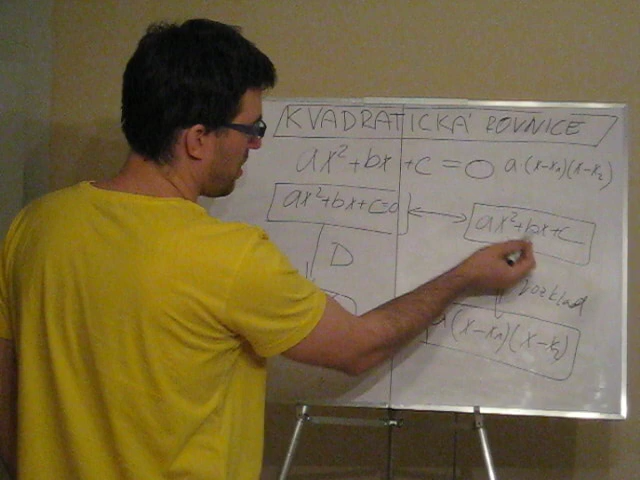 KVADRATICKÁ ROVNICE
ax²+bx+c=0 a·(x-x₁)(x-x₂)
ax²+bx+c=0 ↔ ax²+bx+c
D rozklad
a(x-x₁)(x-x₂)